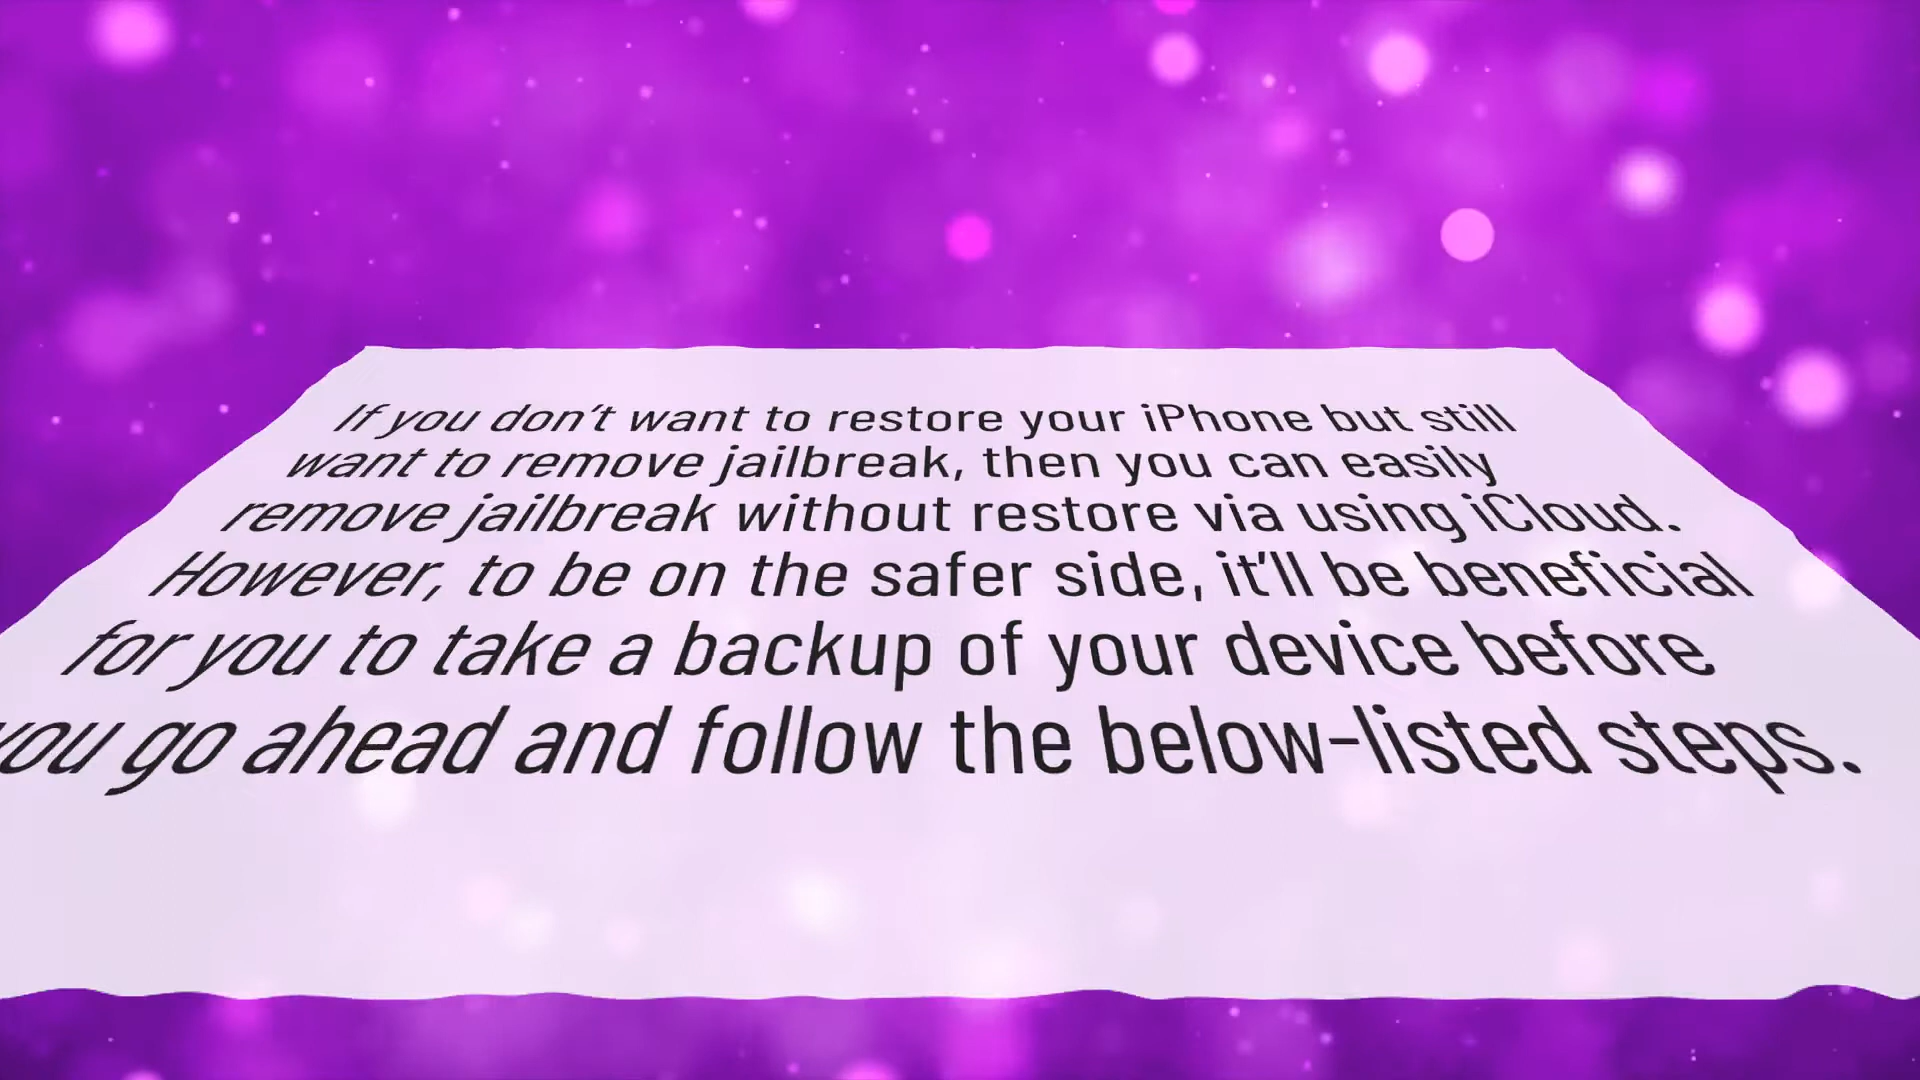 If you don't want to restore your iPhone but still
want to remove jailbreak, then you can easily
remove jailbreak without restore via using iCloud.
However, to be on the safer side, it'll be beneficial
for you to take a backup of your device before
you go ahead and follow the below-listed steps.